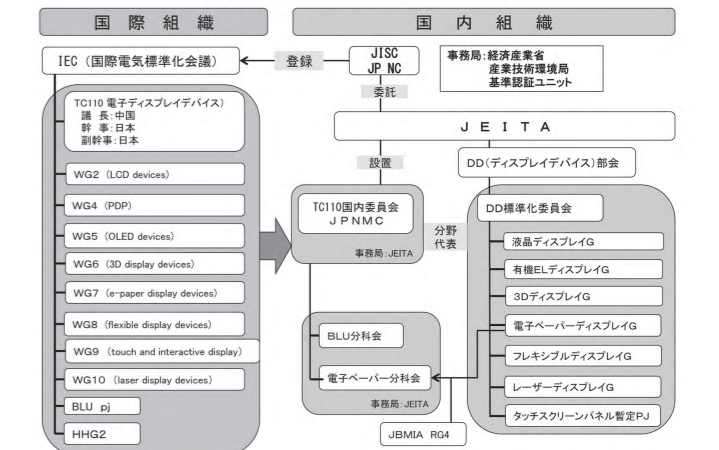 国際組織
国内組織
IEC (国際電気標準化会議)
登録
JISC
JP NC
事務局:経済産業省
産業技術環境局
基準認証ユニット
委託
TC110 電子ディスプレイデバイス)
議 長:中国
幹 事:日本
副幹事:日本
JEITA
設置
DD(ディスプレイデバイス)部会
WG2 (LCD devices)
WG4 (PDP)
WG5 (OLED devices)
WG6 (3D display devices)
WG7 (e-paper display devices)
WG8 (flexible display devices)
WG9 (touch and interactive display)
WG10 (laser display devices)
BLU pj
HHG2
TC110国内委員会
JPNMC
事務局:JEITA
分野
代表
DD標準化委員会
液晶ディスプレイG
有機ELディスプレイG
3DディスプレイG
電子ペーパーディスプレイG
フレキシブルディスプレイG
レーザーディスプレイG
タッチスクリーンパネル暫定PJ
BLU分科会
電子ペーパー分科会
事務局:JEITA
JBMIA RG4